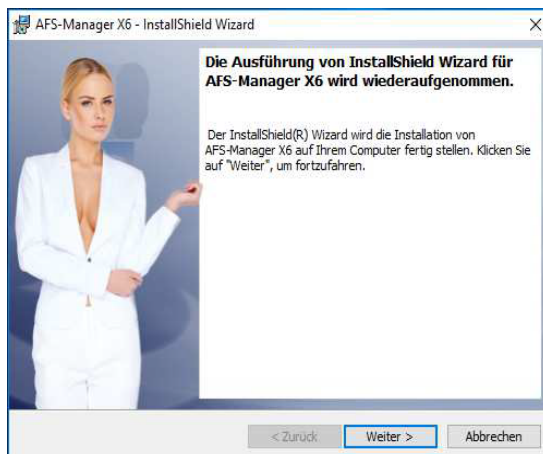 AFS-Manager X6 - InstallShield Wizard
Die Ausführung von InstallShield Wizard für
AFS-Manager X6 wird wiederaufgenommen.
Der InstallShield(R) Wizard wird die Installation von
AFS-Manager X6 auf Ihrem Computer fertig stellen. Klicken Sie
auf "Weiter", um fortzufahren.
< Zurück Weiter > Abbrechen